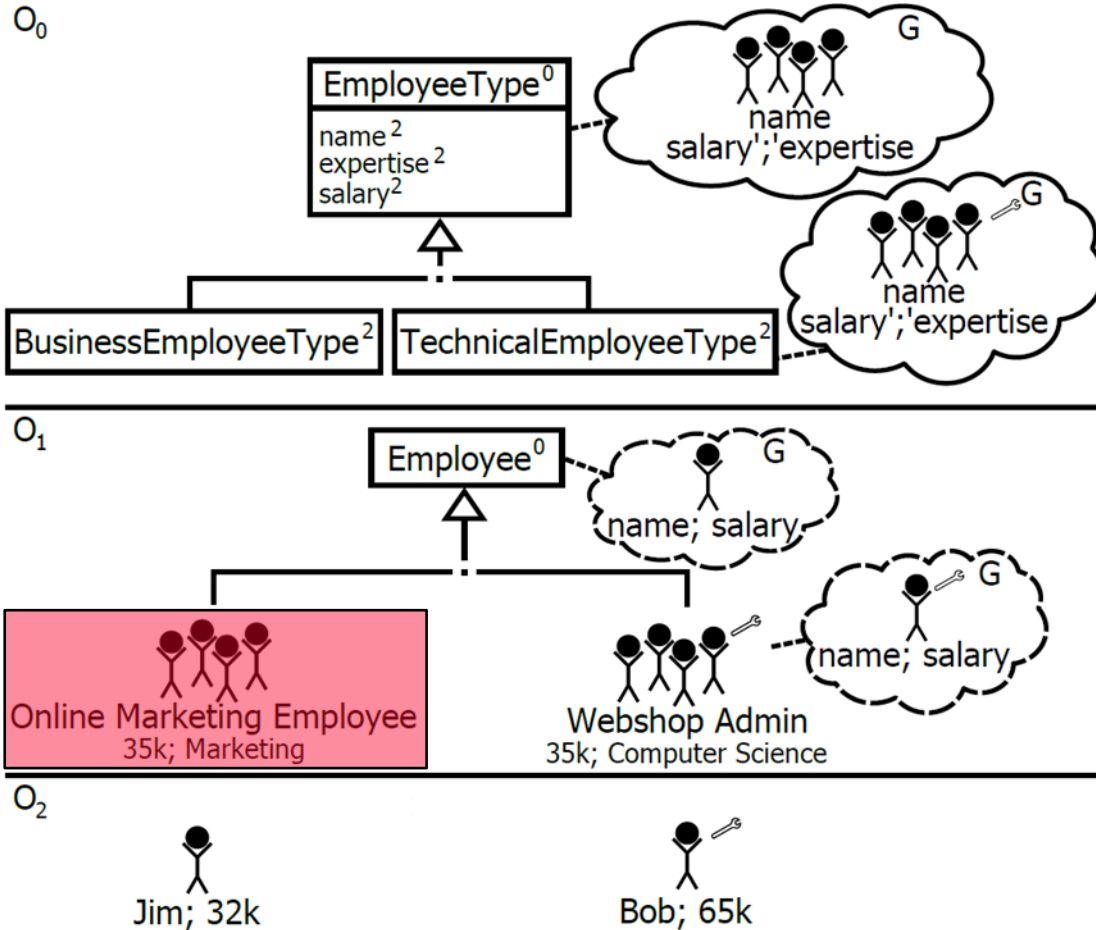 O0
G
EmployeeType0
name2
expertise2
salary2
name
salary';'expertise
G
name
salary';'expertise
BusinessEmployeeType2
TechnicalEmployeeType2
O1
Employee0
G
name; salary
G
name; salary
Online Marketing Employee
35k; Marketing
Webshop Admin
35k; Computer Science
O2
Jim; 32k
Bob; 65k